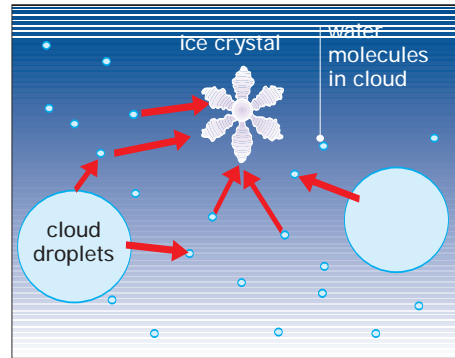 ice crystal
water
molecules
in cloud
cloud
droplets